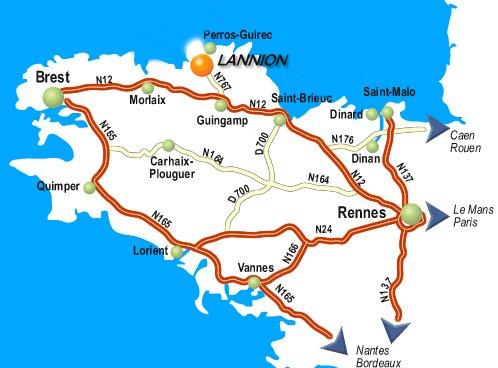 Perros-Guirec
LANNION
Brest
N12
N767
Morlaix
N12
Saint-Brieuc
Saint-Malo
Guingamp
Dinard
N165
D700
N176
Caen
Rouen
Carhaix-
Plouguer
N164
Dinan
N137
Quimper
D700
N164
N12
Rennes
Le Mans
Paris
N165
N24
Lorient
N166
Vannes
N165
N137
Nantes
Bordeaux